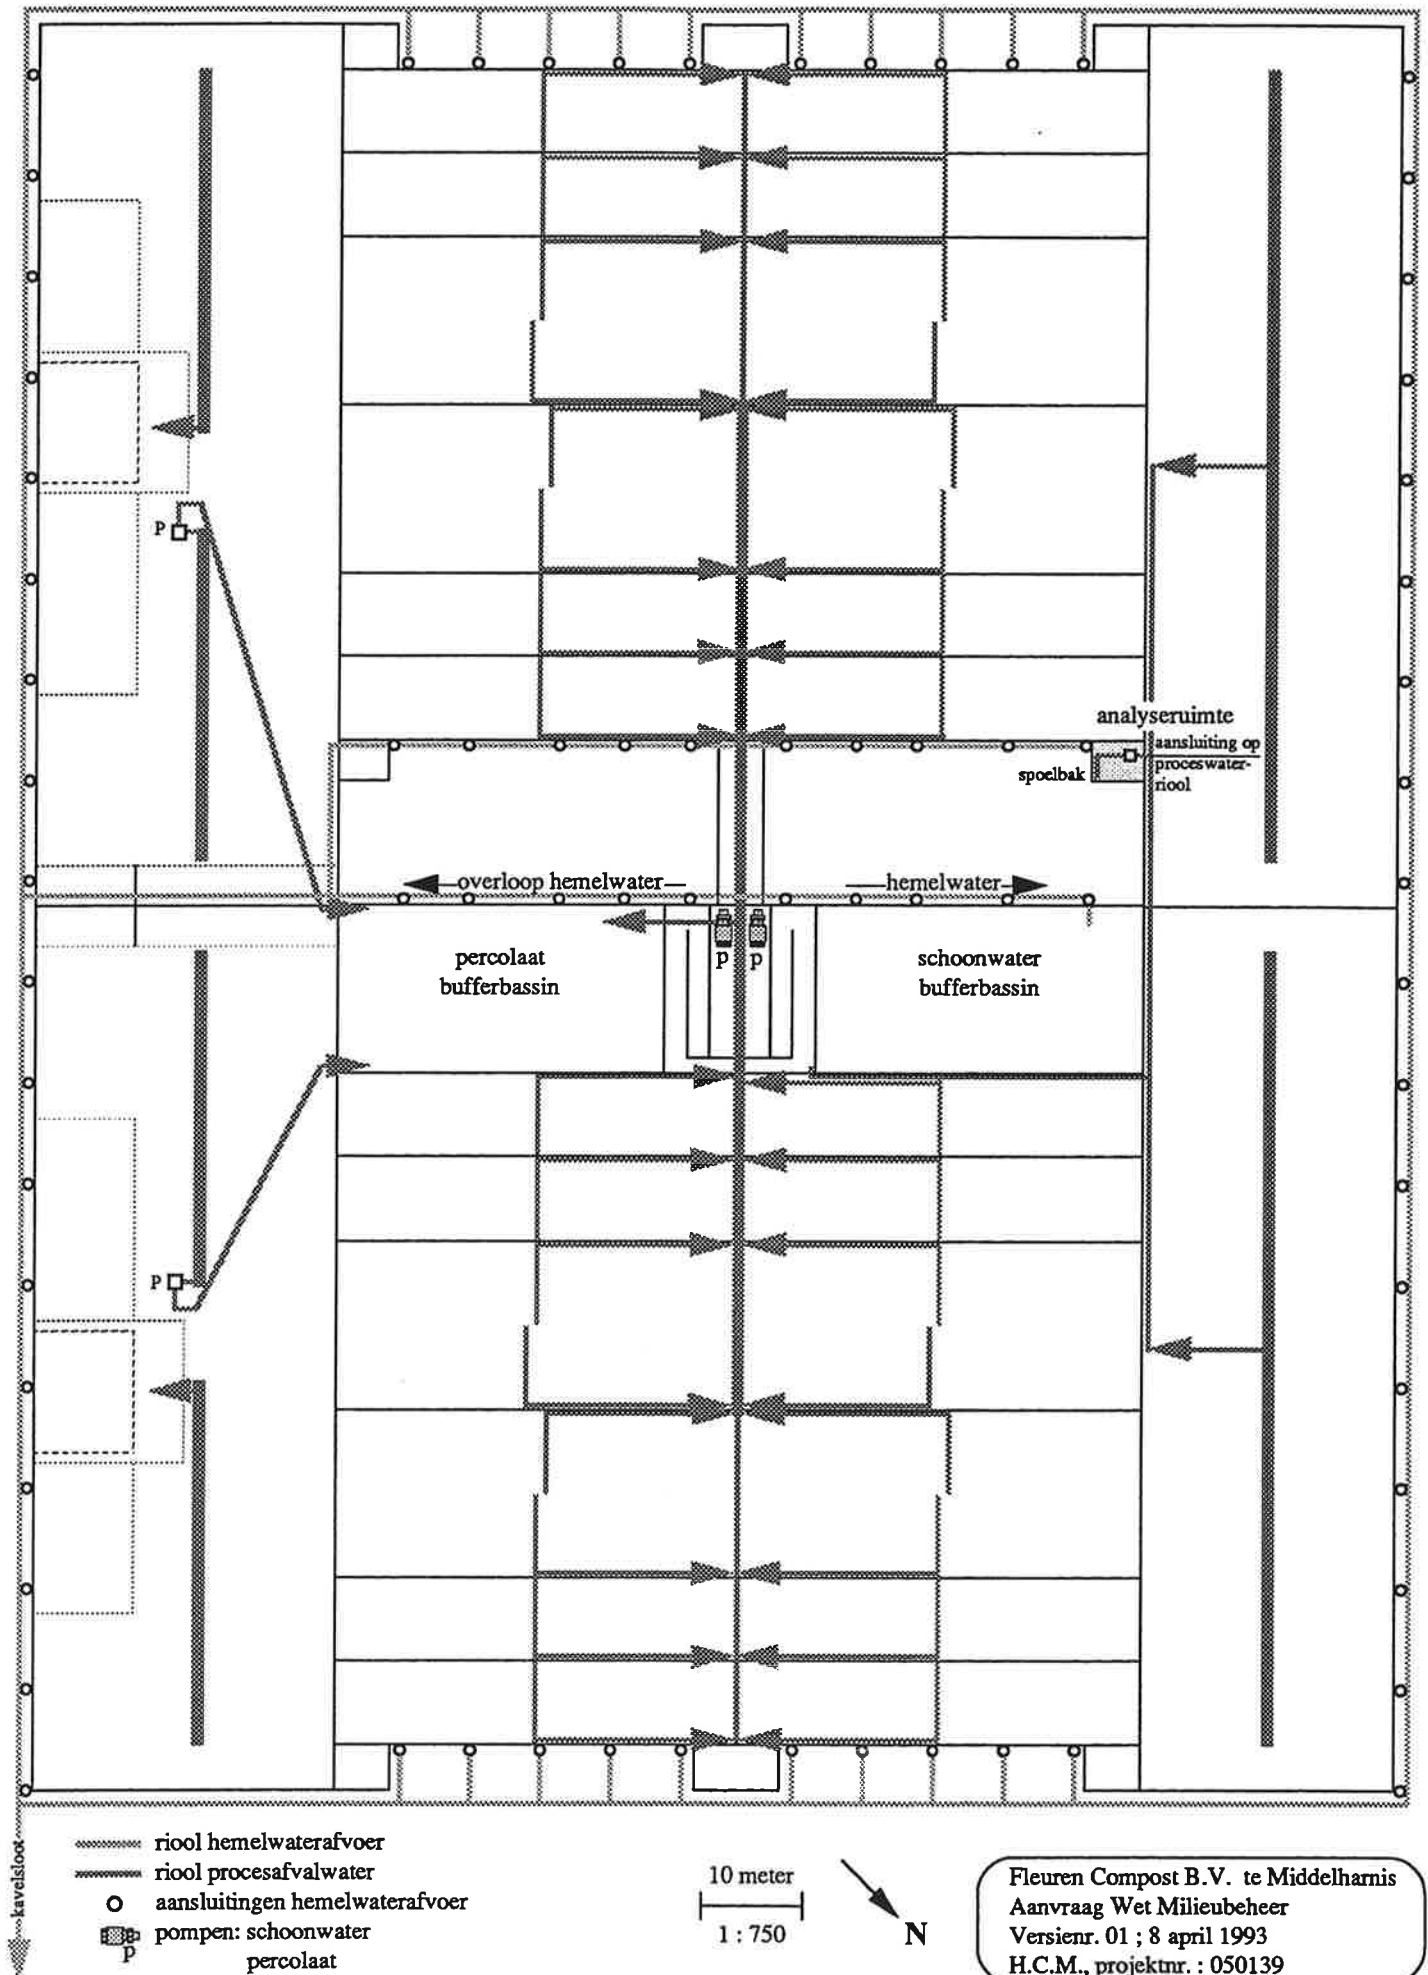 P
analyseruimte
aansluiting op
proceswater-
riool
spoelbak
overloop hemelwater
hemelwater
percolaat
bufferbassin
p p
schoonwater
bufferbassin
P
kavelsloot
riool hemelwaterafvoer
riool procesafvalwater
aansluitingen hemelwaterafvoer
pompen: schoonwater
p
percolaat
10 meter
1 : 750
N
Fleuren Compost B.V. te Middelharnis
Aanvraag Wet Milieubeheer
Versienr. 01 ; 8 april 1993
H.C.M., projektnr. : 050139